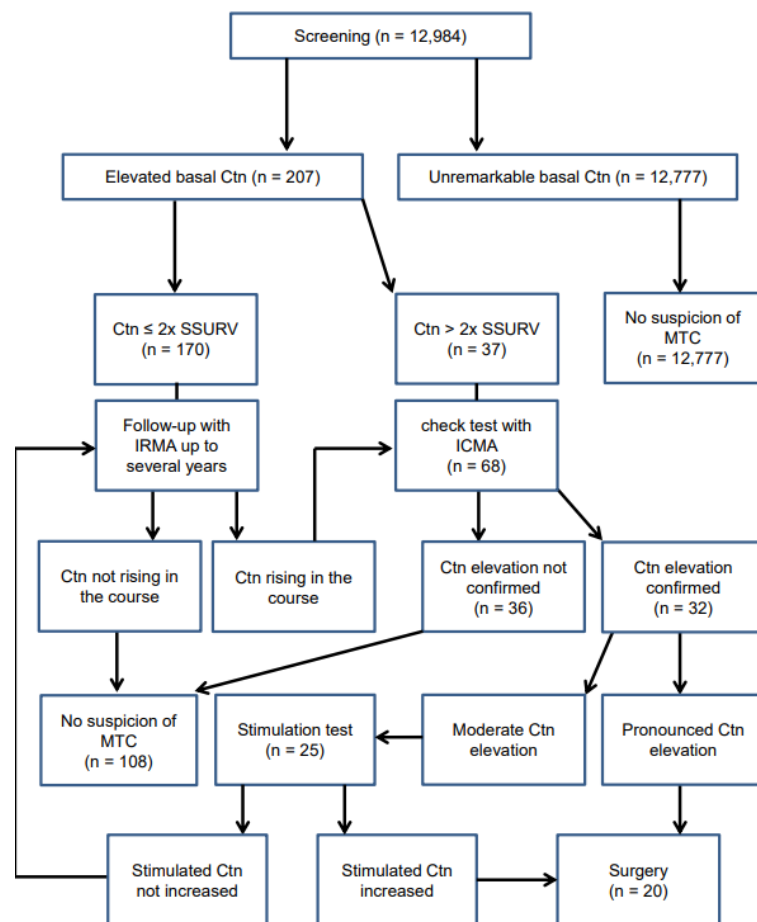 Screening (n = 12,984)
Elevated basal Ctn (n = 207)
Unremarkable basal Ctn (n = 12,777)
Ctn ≤ 2x SSURV
(n = 170)
Ctn > 2x SSURV
(n = 37)
No suspicion of
MTC
(n = 12,777)
Follow-up with
IRMA up to
several years
check test with
ICMA
(n = 68)
Ctn not rising in
the course
Ctn rising in the
course
Ctn elevation not
confirmed
(n = 36)
Ctn elevation
confirmed
(n = 32)
No suspicion of
MTC
(n = 108)
Stimulation test
(n = 25)
Moderate Ctn
elevation
Pronounced Ctn
elevation
Stimulated Ctn
not increased
Stimulated Ctn
increased
Surgery
(n = 20)